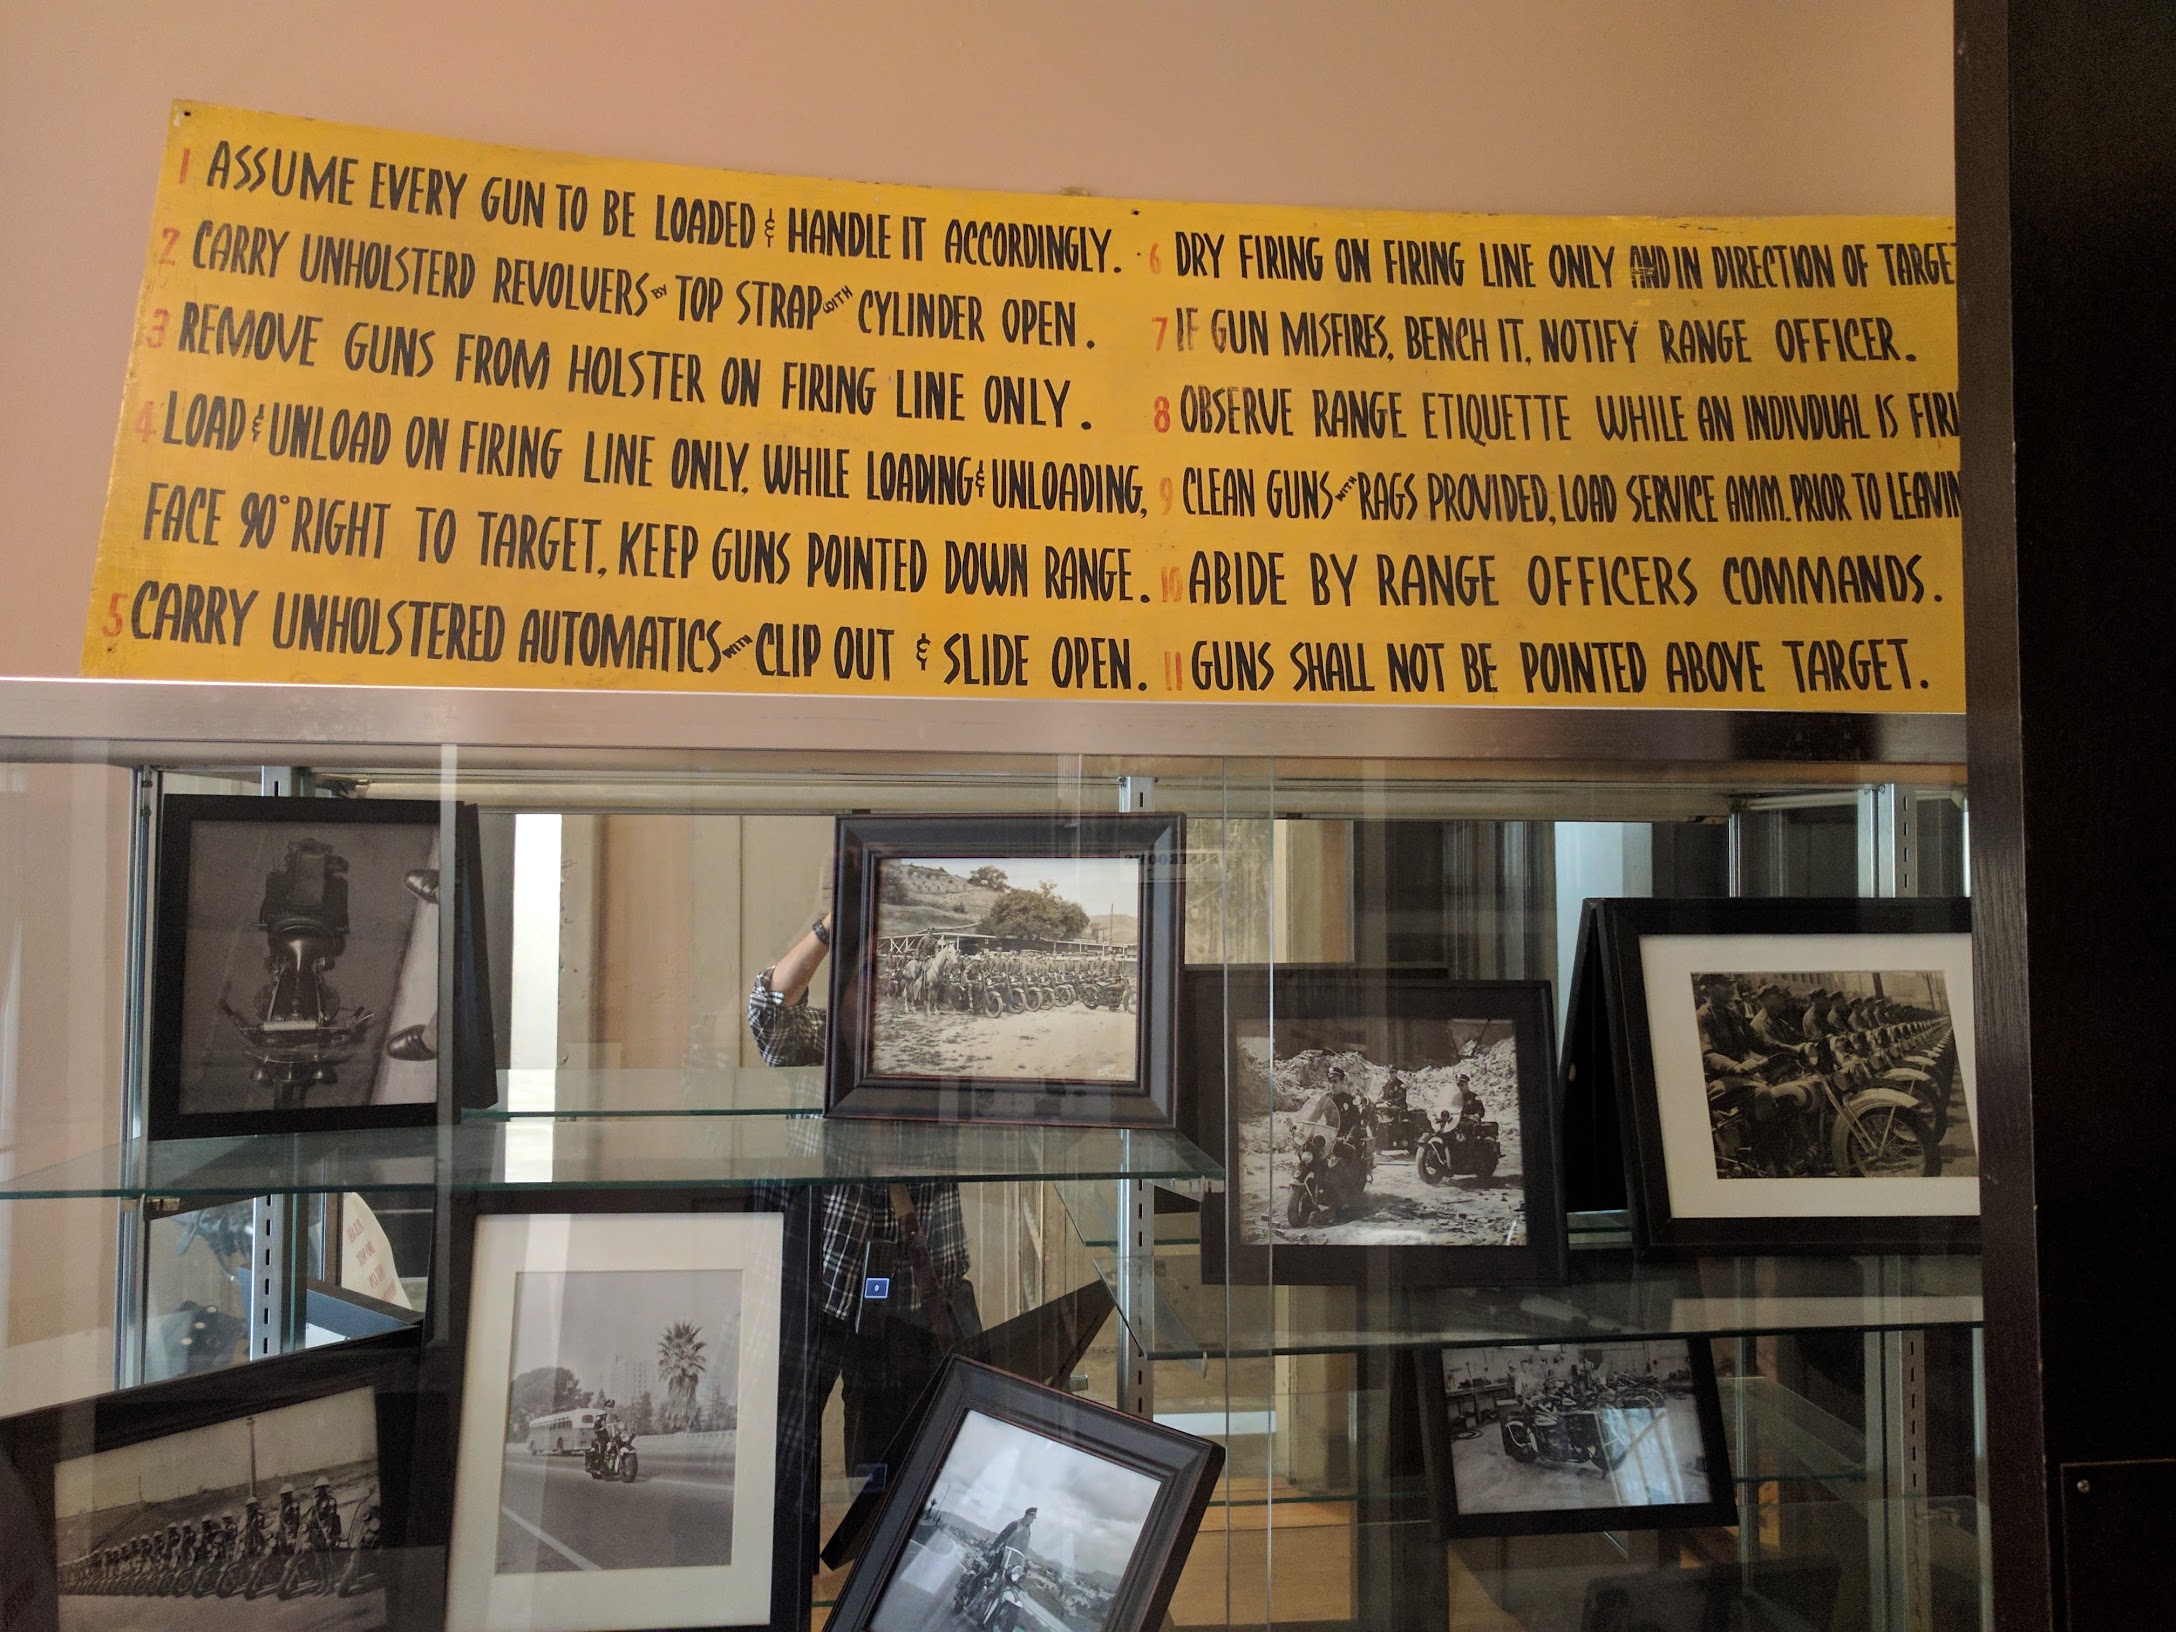 1 ASSUME EVERY GUN TO BE LOADED & HANDLE IT ACCORDINGLY.
2 CARRY UNHOLSTERD REVOLVERS BY TOP STRAP WITH CYLINDER OPEN.
3 REMOVE GUNS FROM HOLSTER ON FIRING LINE ONLY.
4 LOAD & UNLOAD ON FIRING LINE ONLY. WHILE LOADING & UNLOADING,
FACE 90° RIGHT TO TARGET, KEEP GUNS POINTED DOWN RANGE.
5 CARRY UNHOLSTERED AUTOMATICS WITH CLIP OUT & SLIDE OPEN.
6 DRY FIRING ON FIRING LINE ONLY AND IN DIRECTION OF TARGE
7 IF GUN MISFIRES, BENCH IT, NOTIFY RANGE OFFICER.
8 OBSERVE RANGE ETIQUETTE WHILE AN INDIVDUAL IS FIRI
9 CLEAN GUNS WITH RAGS PROVIDED, LOAD SERVICE AMM. PRIOR TO LEAVIN
10 ABIDE BY RANGE OFFICERS COMMANDS.
11 GUNS SHALL NOT BE POINTED ABOVE TARGET.